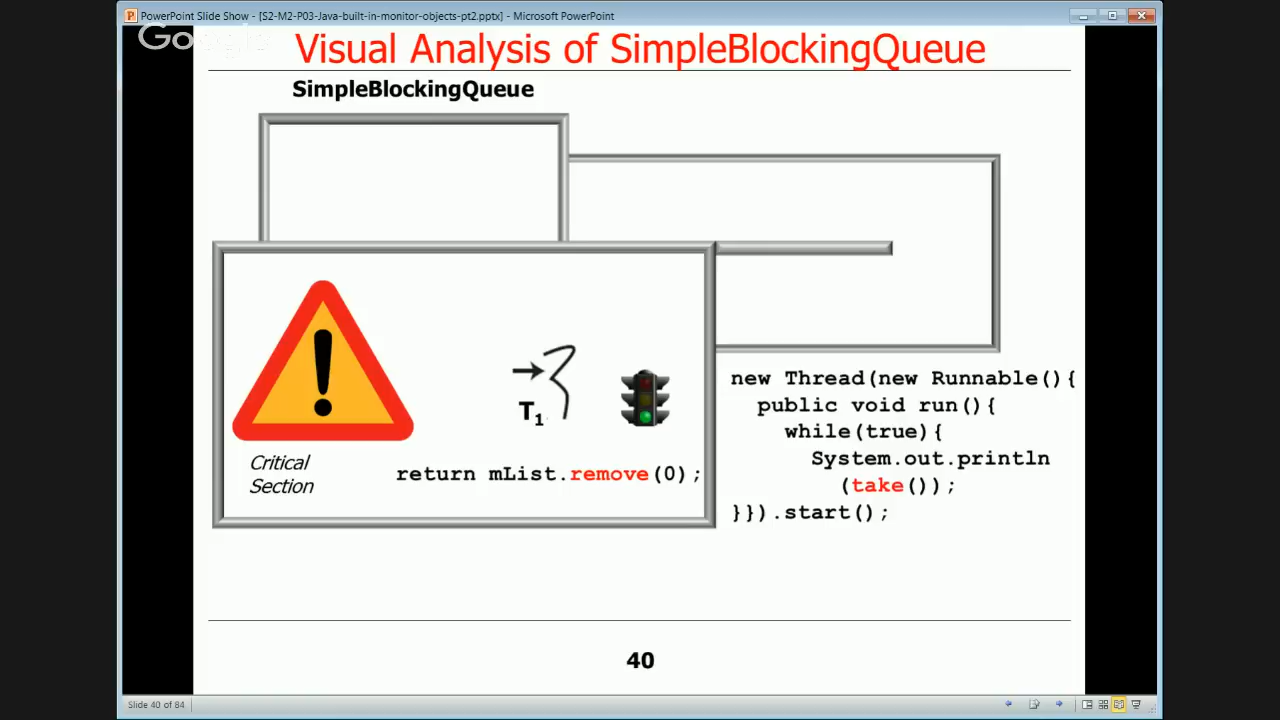 PowerPoint Slide Show - [S2-M2-P03-Java-built-in-monitor-objects-pt2.pptx] - Microsoft PowerPoint
Google
Visual Analysis of SimpleBlockingQueue
SimpleBlockingQueue
T1
Critical
Section
return mList.remove(0);
new Thread(new Runnable(){
public void run(){
while(true){
System.out.println
(take());
}}).start();
40
Slide 40 of 84